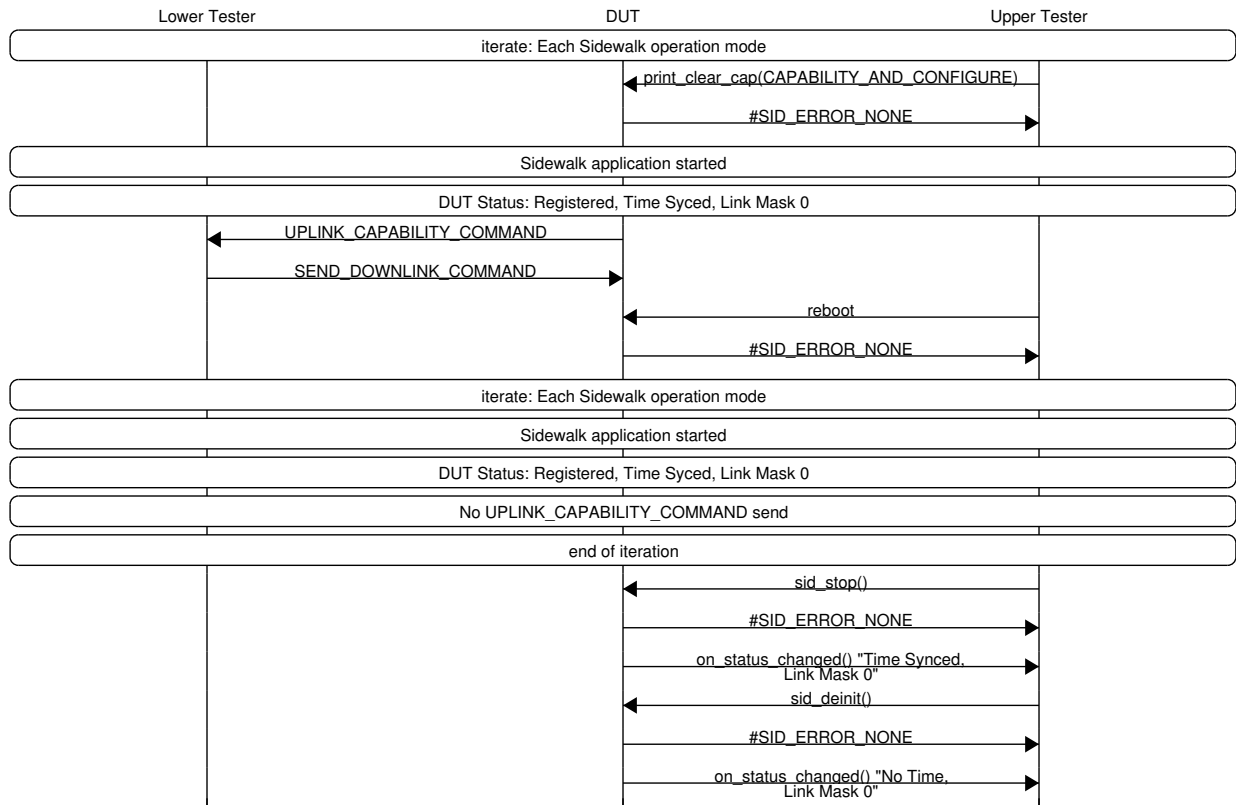 Lower Tester
DUT
Upper Tester
iterate: Each Sidewalk operation mode
print_clear_cap(CAPABILITY_AND_CONFIGURE)
#SID_ERROR_NONE
Sidewalk application started
DUT Status: Registered, Time Syced, Link Mask 0
UPLINK_CAPABILITY_COMMAND
SEND_DOWNLINK_COMMAND
reboot
#SID_ERROR_NONE
iterate: Each Sidewalk operation mode
Sidewalk application started
DUT Status: Registered, Time Syced, Link Mask 0
No UPLINK_CAPABILITY_COMMAND send
end of iteration
sid_stop()
#SID_ERROR_NONE
on_status_changed() "Time Synced,
Link Mask 0"
sid_deinit()
#SID_ERROR_NONE
on_status_changed() "No Time,
Link Mask 0"